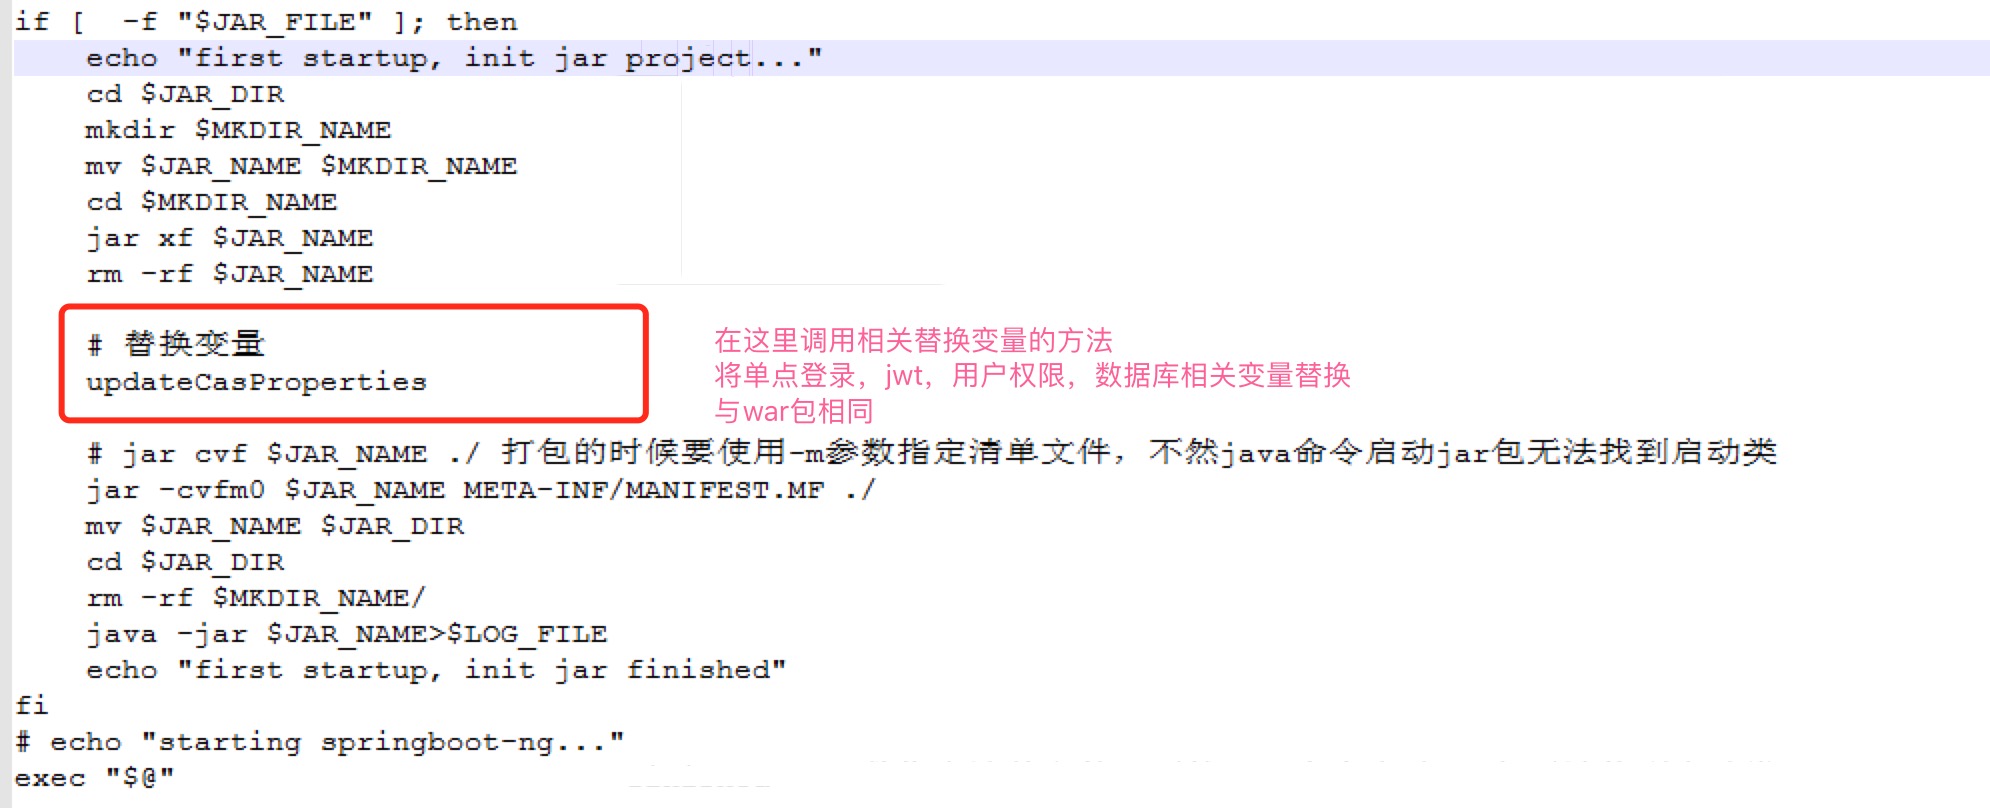 if [  -f "$JAR_FILE" ]; then
echo "first startup, init jar project..."
cd $JAR_DIR
mkdir $MKDIR_NAME
mv $JAR_NAME $MKDIR_NAME
cd $MKDIR_NAME
jar xf $JAR_NAME
rm -rf $JAR_NAME
# 替换变量
updateCasProperties
在这里调用相关替换变量的方法
将单点登录，jwt，用户权限，数据库相关变量替换
与war包相同
# jar cvf $JAR_NAME ./ 打包的时候要使用-m参数指定清单文件，不然java命令启动jar包无法找到启动类
jar -cvfm0 $JAR_NAME META-INF/MANIFEST.MF ./
mv $JAR_NAME $JAR_DIR
cd $JAR_DIR
rm -rf $MKDIR_NAME/
java -jar $JAR_NAME>$LOG_FILE
echo "first startup, init jar finished"
fi
# echo "starting springboot-ng..."
exec "$@"